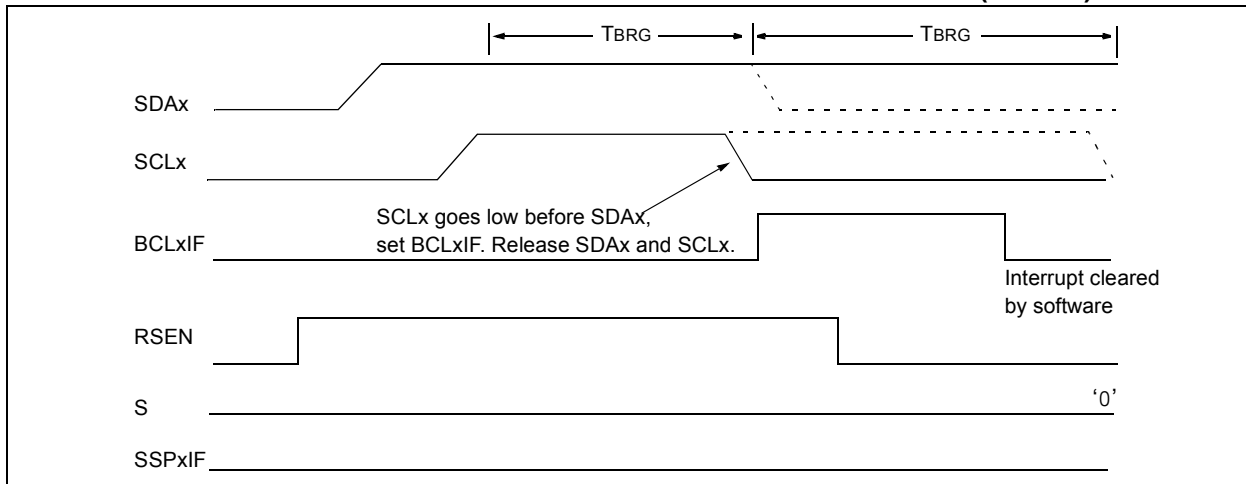 TBRG TBRG
SDAx
SCLx
SCLx goes low before SDAx,
set BCLxIF. Release SDAx and SCLx.
BCLxIF
Interrupt cleared
by software
RSEN
S
‘0’
SSPxIF